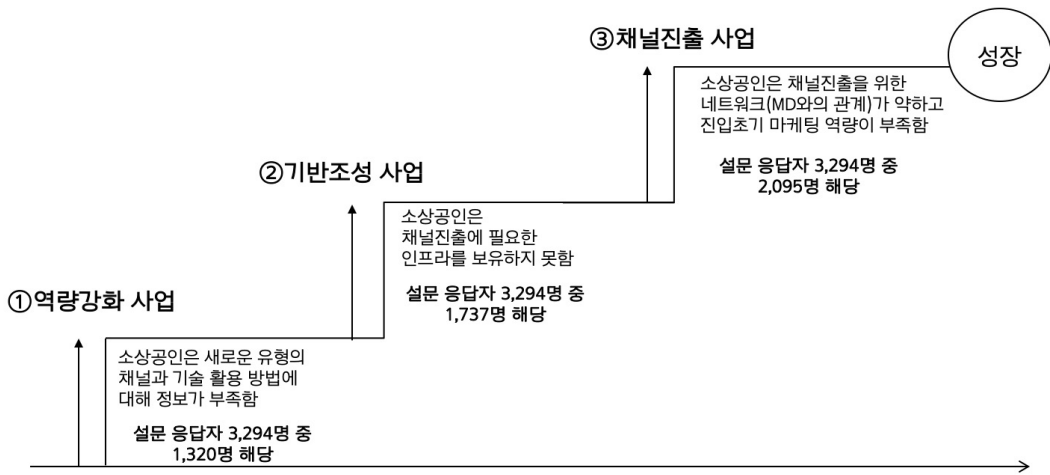 ③채널진출 사업
성장
소상공인은 채널진출을 위한
네트워크(MD와의 관계)가 약하고
진입초기 마케팅 역량이 부족함
설문 응답자 3,294명 중
2,095명 해당
②기반조성 사업
소상공인은
채널진출에 필요한
인프라를 보유하지 못함
설문 응답자 3,294명 중
1,737명 해당
①역량강화 사업
소상공인은 새로운 유형의
채널과 기술 활용 방법에
대해 정보가 부족함
설문 응답자 3,294명 중
1,320명 해당